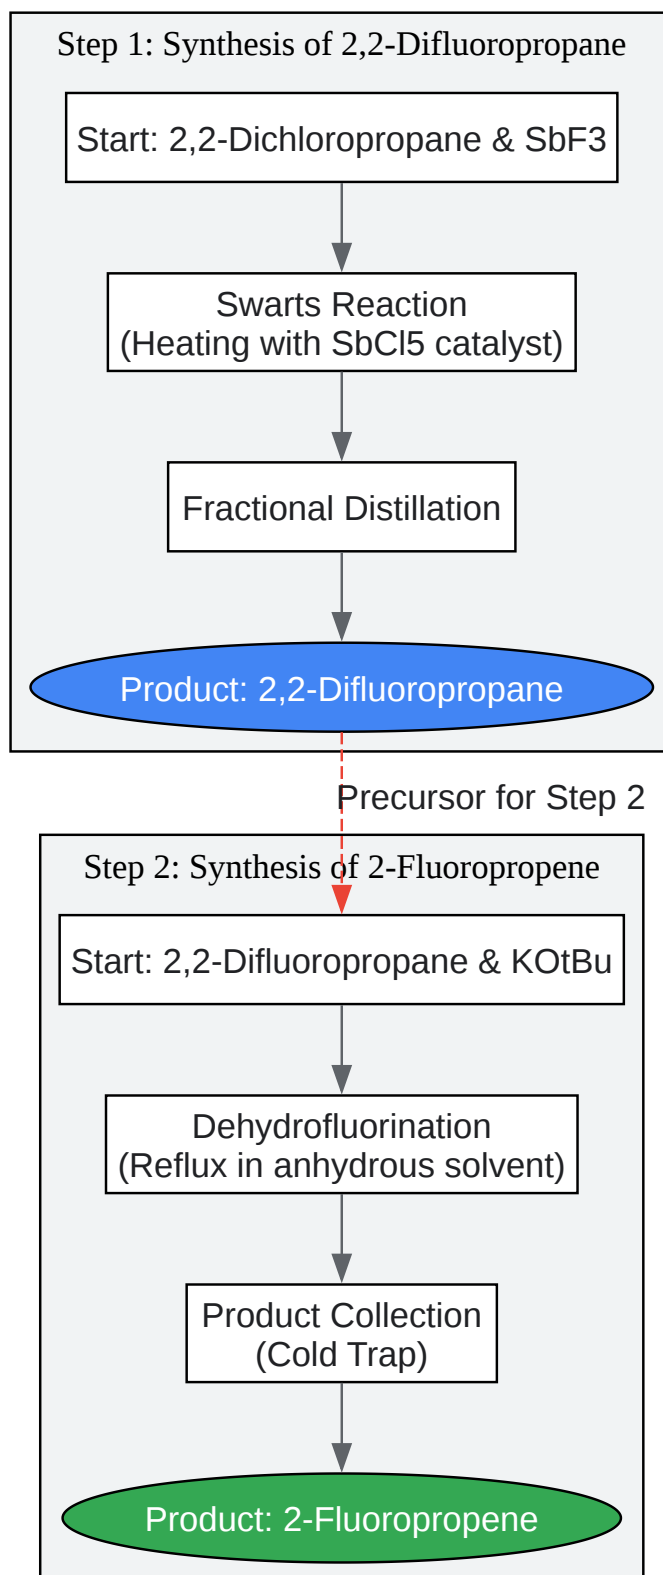 Step 1: Synthesis of 2,2-Difluoropropane
Start: 2,2-Dichloropropane & SbF3
Swarts Reaction
(Heating with SbCl5 catalyst)
Fractional Distillation
Product: 2,2-Difluoropropane
Precursor for Step 2
Step 2: Synthesis of 2-Fluoropropene
Start: 2,2-Difluoropropane & KOtBu
Dehydrofluorination
(Reflux in anhydrous solvent)
Product Collection
(Cold Trap)
Product: 2-Fluoropropene